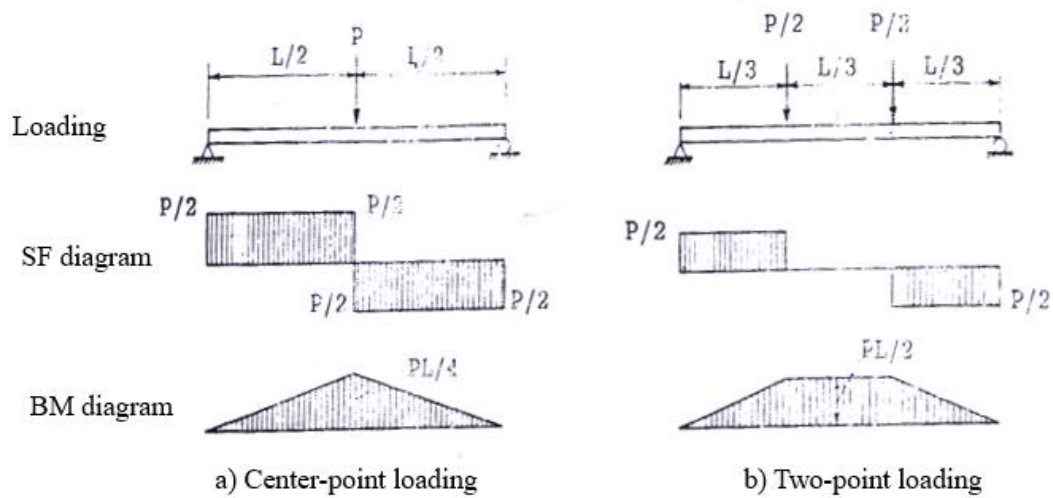 P/2 P/2
P
L/2 L/2
L/3 L/3 L/3
Loading
P/2 P/2
P/2
SF diagram
P/2 P/2
P/2
PL/4
PL/2
BM diagram
a) Center-point loading
b) Two-point loading